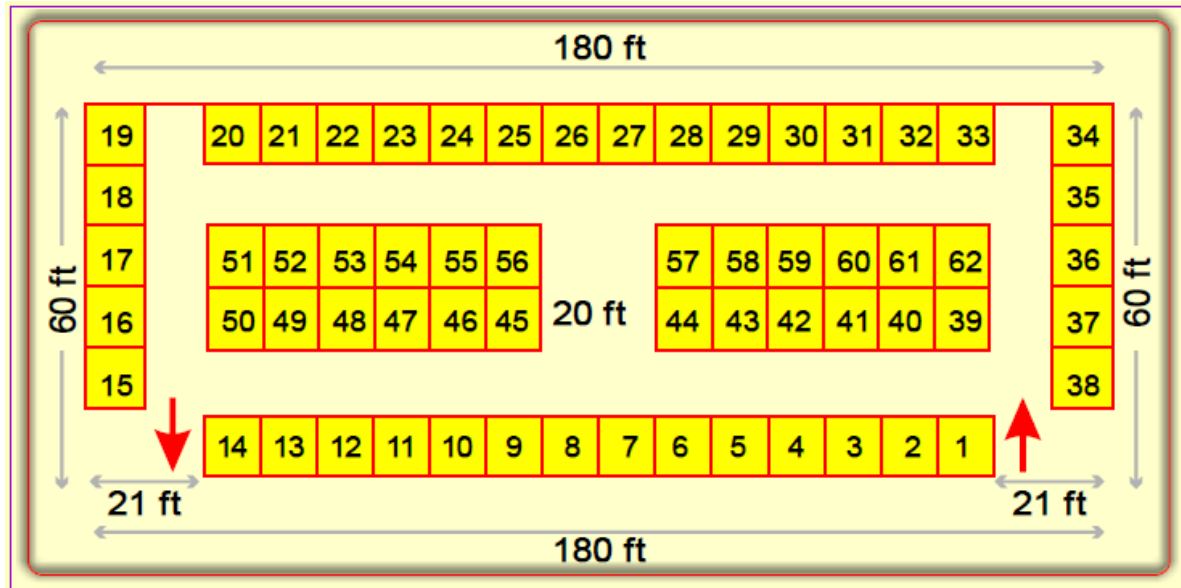 180 ft
19 20 21 22 23 24 25 26 27 28 29 30 31 32 33 34
18 35
17 51 52 53 54 55 56 57 58 59 60 61 62 36
60 ft 60 ft
16 50 49 48 47 46 45 20 ft 44 43 42 41 40 39 37
15 38
14 13 12 11 10 9 8 7 6 5 4 3 2 1
21 ft 21 ft
180 ft